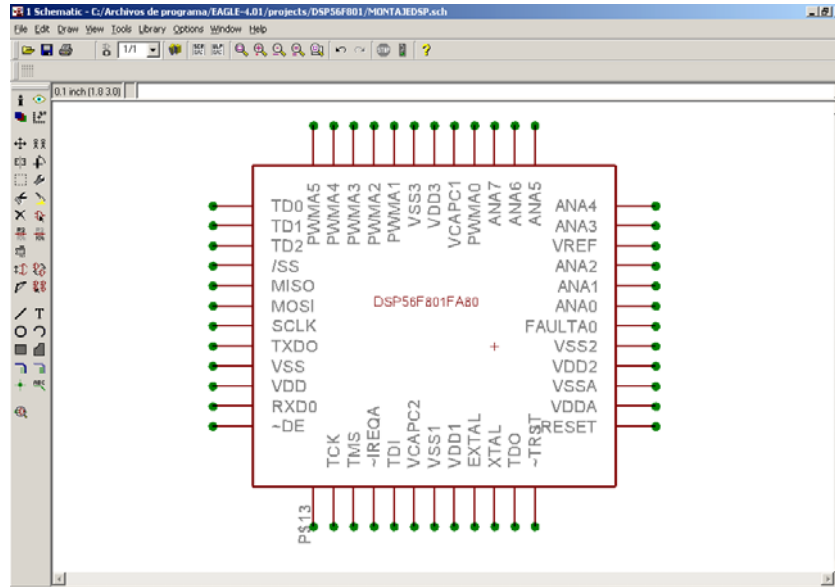 1 Schematic - C:/Archivos de programa/EAGLE-4.01/projects/DSP56F801/MONTAJEDSP.sch
File Edit Draw View Tools Library Options Window Help
1/1
0.1 inch (1.8 3.0)
PWMA5 PWMA4 PWMA3 PWMA2 PWMA1 VSS3 VDD3 VCAPC1 PWMA0 ANA7 ANA6 ANA5
TD0 ANA4
TD1 ANA3
TD2 VREF
/SS ANA2
MISO ANA1
MOSI DSP56F801FA80 ANA0
SCLK FAULTA0
TXDO VSS2
VSS VDD2
VDD VSSA
RXD0 VDDA
~DE RESET
TCK TMS ~IREQA TDI VCAPC2 VSS1 VDD1 EXTAL XTAL TDO ~TRST
P$13